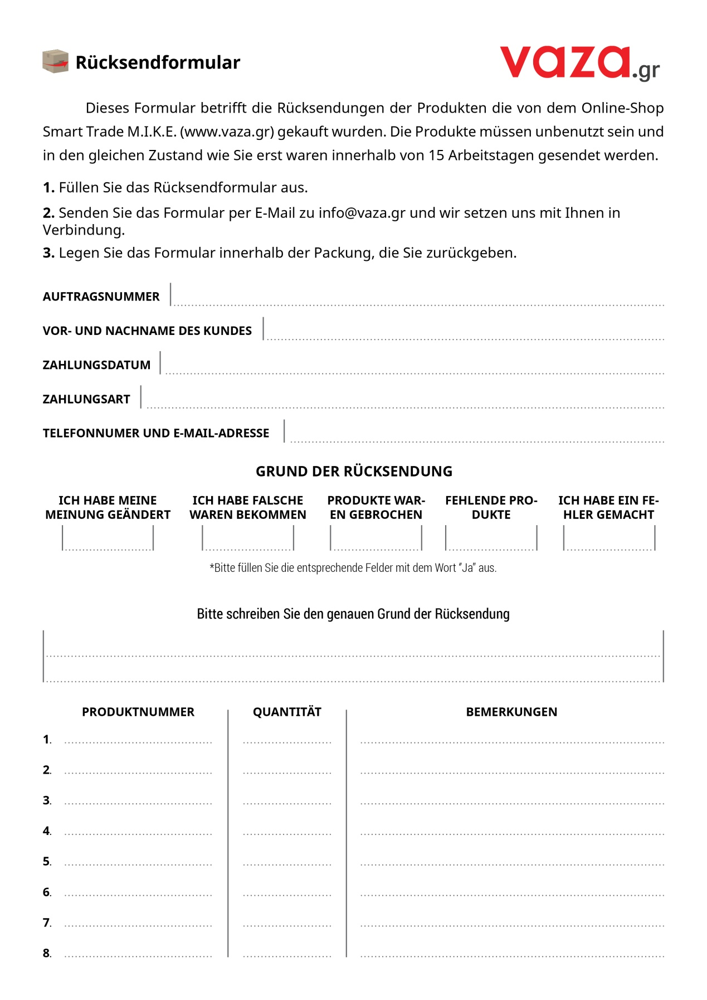 Rücksendformular
vaza.gr
Dieses Formular betrifft die Rücksendungen der Produkten die von dem Online-Shop
Smart Trade M.I.K.E. (www.vaza.gr) gekauft wurden. Die Produkte müssen unbenutzt sein und
in den gleichen Zustand wie Sie erst waren innerhalb von 15 Arbeitstagen gesendet werden.
1. Füllen Sie das Rücksendformular aus.
2. Senden Sie das Formular per E-Mail zu info@vaza.gr und wir setzen uns mit Ihnen in
Verbindung.
3. Legen Sie das Formular innerhalb der Packung, die Sie zurückgeben.
AUFTRAGSNUMMER
VOR- UND NACHNAME DES KUNDES
ZAHLUNGSDATUM
ZAHLUNGSART
TELEFONNUMER UND E-MAIL-ADRESSE
GRUND DER RÜCKSENDUNG
ICH HABE MEINE
MEINUNG GEÄNDERT
ICH HABE FALSCHE
WAREN BEKOMMEN
PRODUKTE WAR-
EN GEBROCHEN
FEHLENDE PRO-
DUKTE
ICH HABE EIN FE-
HLER GEMACHT
*Bitte füllen Sie die entsprechende Felder mit dem Wort “Ja” aus.
Bitte schreiben Sie den genauen Grund der Rücksendung
PRODUKTNUMMER QUANTITÄT BEMERKUNGEN
1.
2.
3.
4.
5.
6.
7.
8.